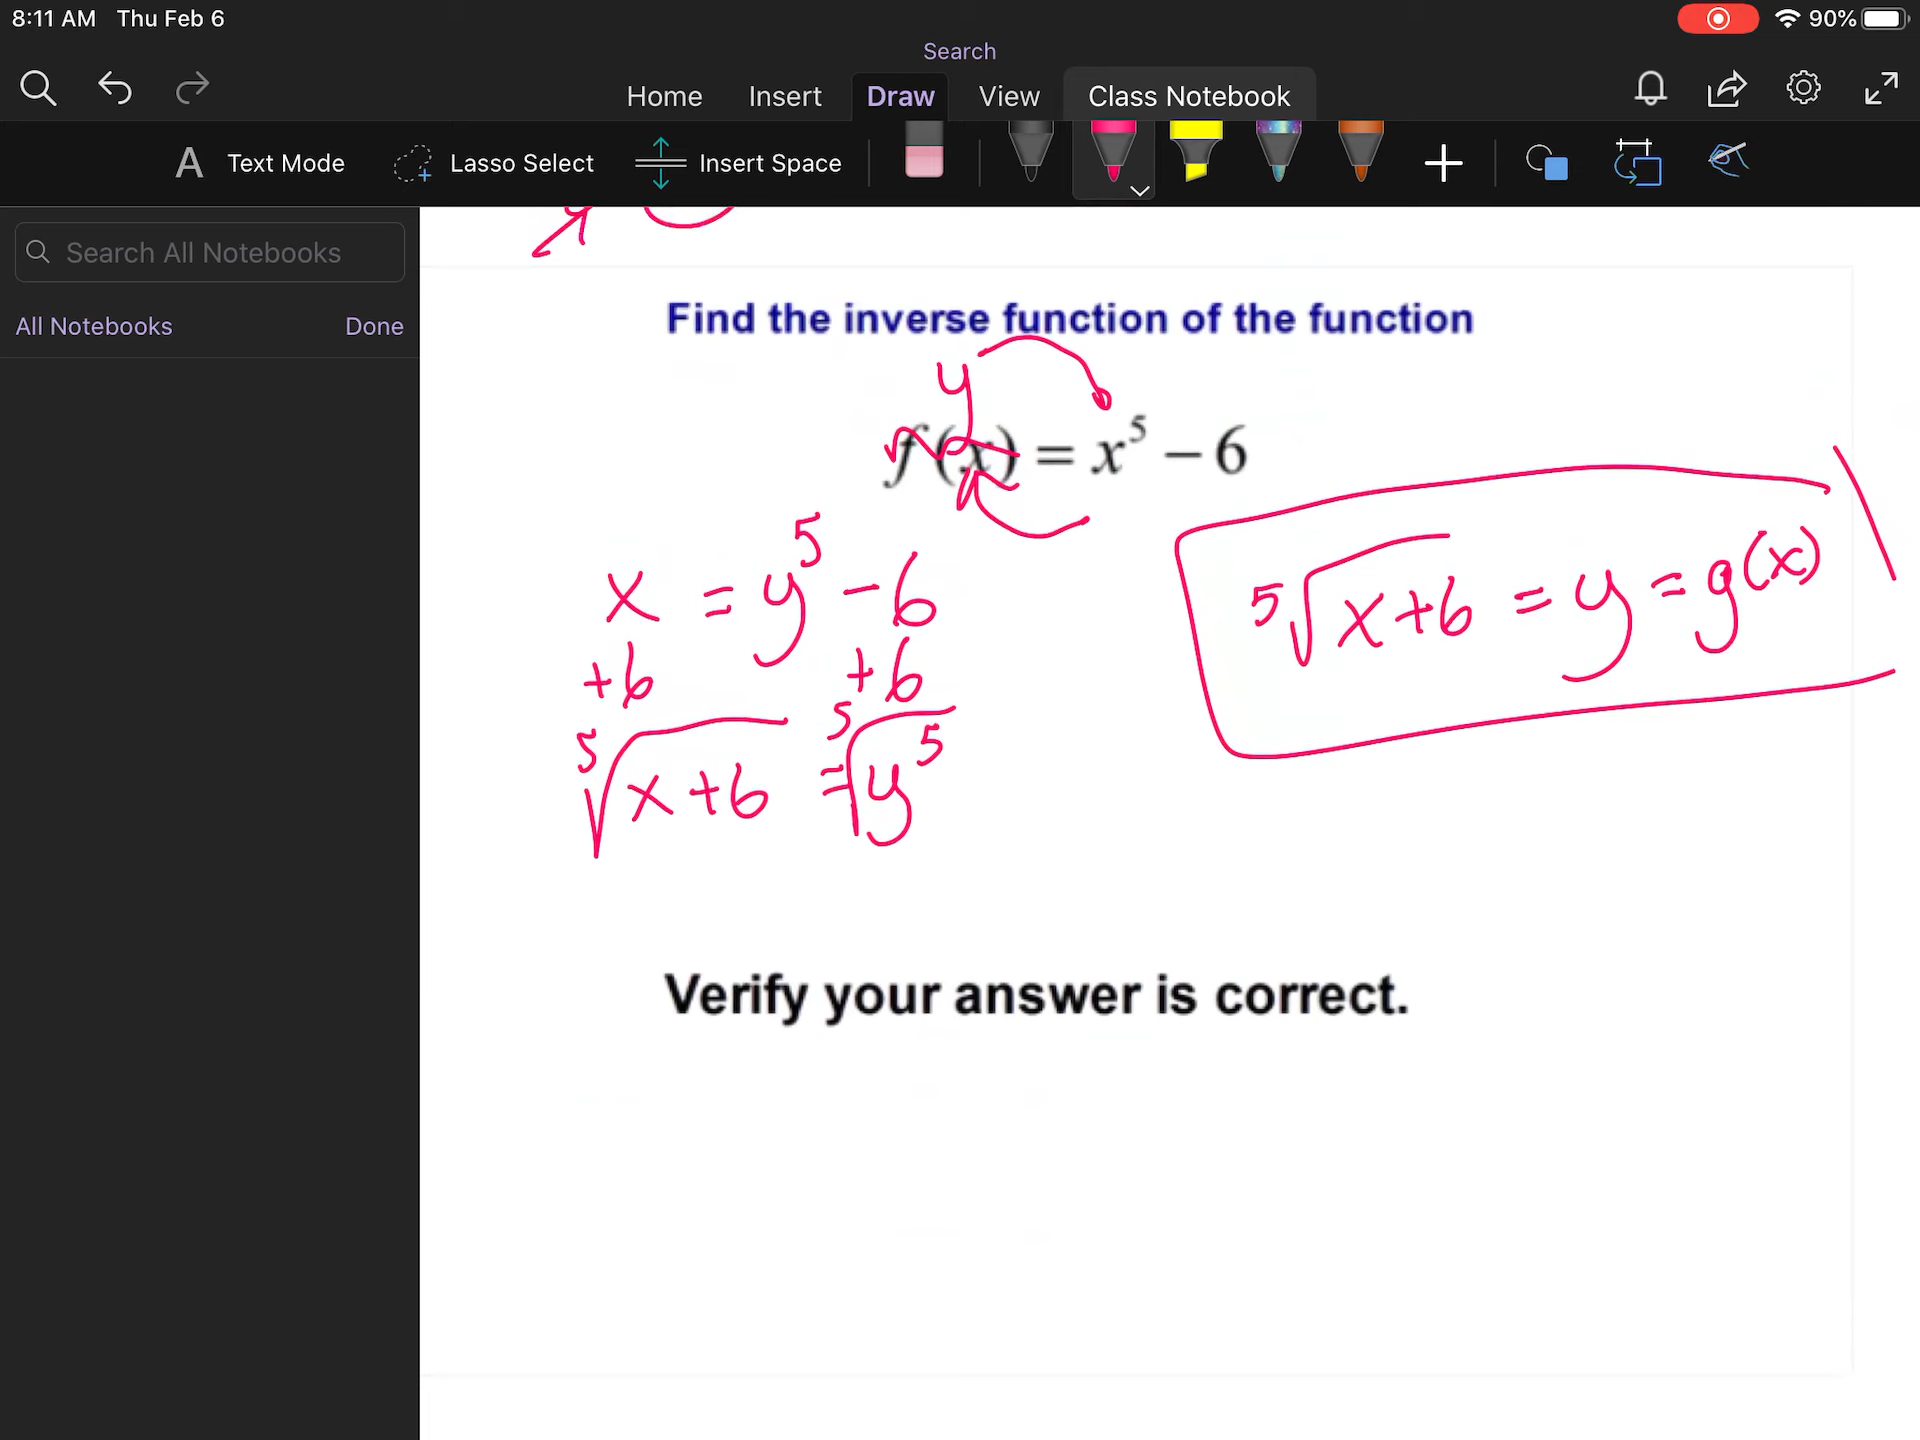 8:11 AM Thu Feb 6 90%
Search
Home Insert Draw View Class Notebook
A Text Mode Lasso Select Insert Space
Search All Notebooks
All Notebooks Done
Find the inverse function of the function
y
f(x) = x⁵ − 6
x = y⁵ − 6
+6 +6
⁵√(x+6) = ⁵√(y⁵)
⁵√(x+6) = y = g(x)
Verify your answer is correct.